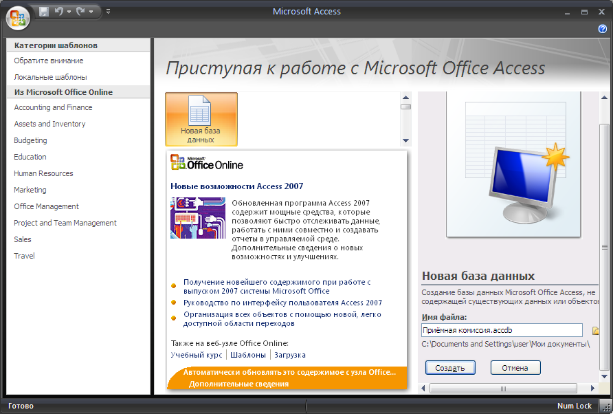 Microsoft Access
Категории шаблонов
Обратите внимание
Локальные шаблоны
Из Microsoft Office Online
Accounting and Finance
Assets and Inventory
Budgeting
Education
Human Resources
Marketing
Office Management
Project and Team Management
Sales
Travel
Приступая к работе с Microsoft Office Access
Новая база
данных
Microsoft
Office Online
Новые возможности Access 2007
Обновленная программа Access 2007
содержит мощные средства, которые
позволяют быстро отслеживать данные,
работать с ними совместно и создавать
отчеты в управляемой среде.
Дополнительные сведения о новых
возможностях и улучшениях.
Получение новейшего содержимого при работе с
выпуском 2007 системы Microsoft Office
Руководство по интерфейсу пользователя Access 2007
Организация всех объектов с помощью новой, легко
доступной области переходов
Также на веб-узле Office Online:
Учебный курс | Шаблоны | Загрузка
Автоматически обновлять это содержимое с узла Office...
Дополнительные сведения
Новая база данных
Создание базы данных Microsoft Office Access, не
содержащей существующих данных или объектов
Имя файла:
Приёмная комиссия.accdb
C:\Documents and Settings\user\Мои документы\
Создать
Отмена
Готово
Num Lock